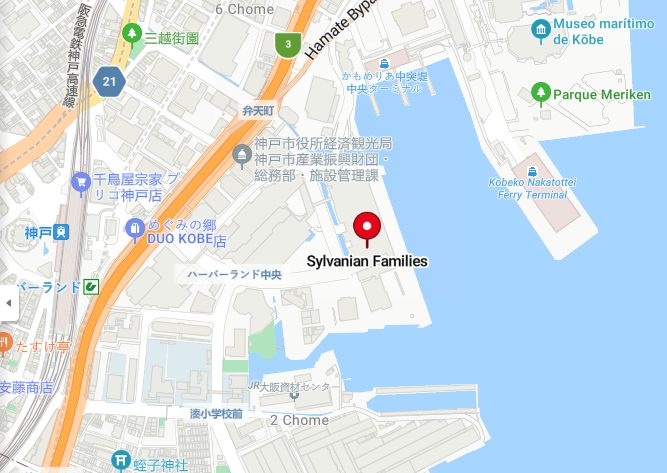 6 Chome
阪急電鉄神戸高速線
三越街園
3
Hamate Bypa
Museo marítimo
de Kōbe
かもめりあ中突堤
中央ターミナル
21
Parque Meriken
弁天町
神戸市役所経済観光局
神戸市産業振興財団・
総務部・施設管理課
千鳥屋宗家 プ
リコ神戸店
Kobeko Nakatottei
Ferry Terminal
めぐみの郷
DUO KOBE店
神戸
Sylvanian Families
ハーバーランド中央
バーランド
たすけ亭
安藤商店
JR大阪資材センター
湊小学校前
2 Chome
蛭子神社